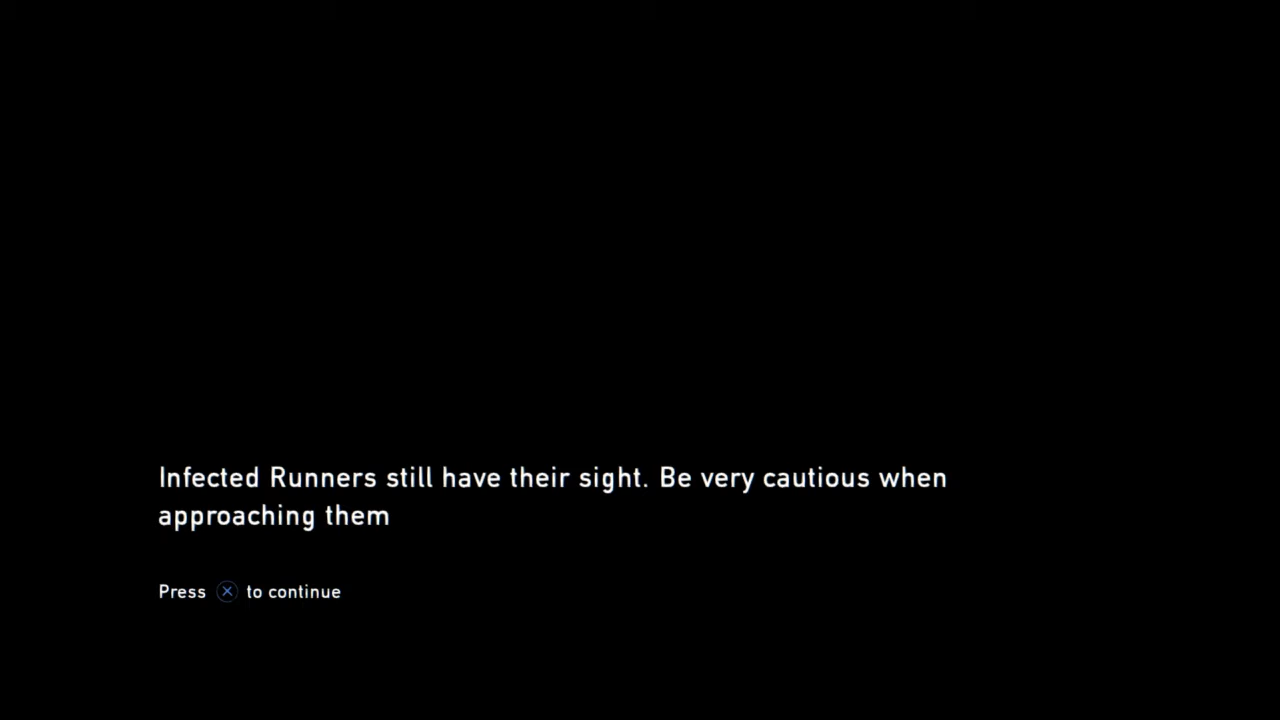 Infected Runners still have their sight. Be very cautious when
approaching them
Press ⓧ to continue